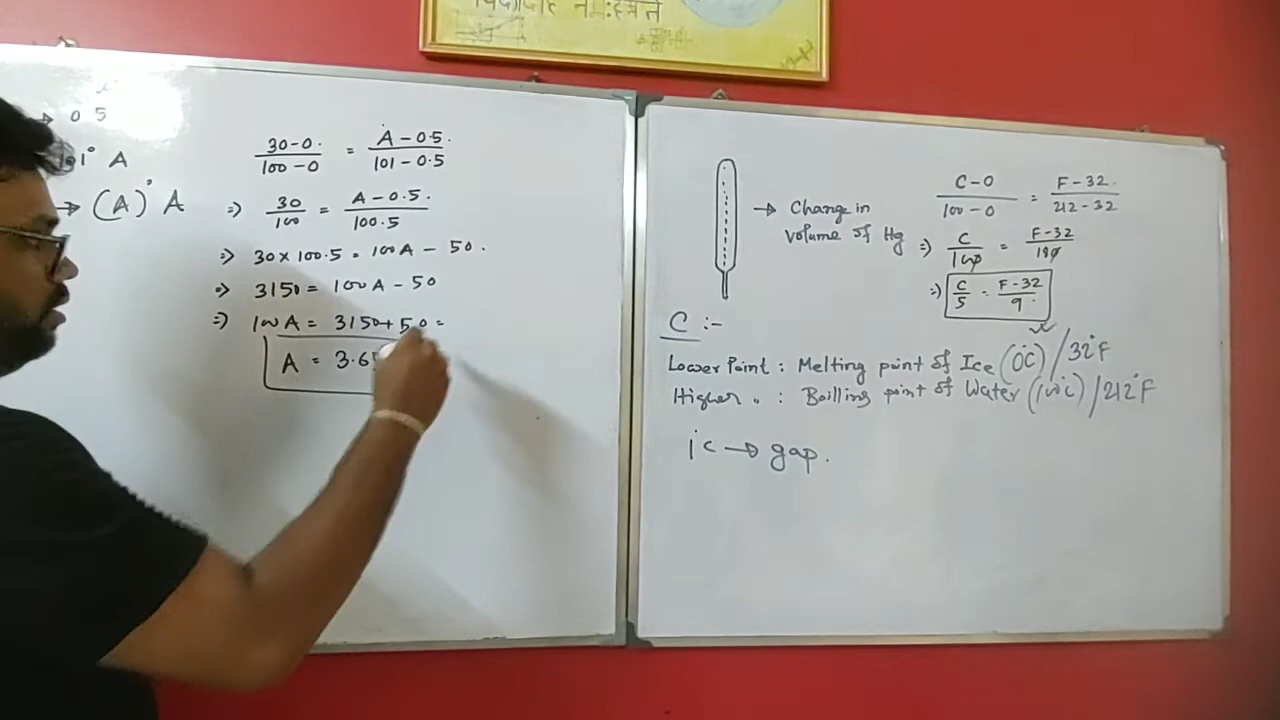 → 0 5
101° A
→ (A)° A
30-0 / 100-0 = A-0.5 / 101-0.5
⇒ 30/100 = A-0.5 / 100.5
⇒ 30×100.5 = 100A - 50.
⇒ 3150 = 100A - 50
⇒ 100A = 3150+50 =
A = 3.6
→ Change in
volume of Hg
C-0 / 100-0 = F-32 / 212-32
⇒ C/100 = F-32 / 180
⇒ C/5 = F-32 / 9
C :-
Lower Point : Melting point of Ice (0°C) / 32°F
Higher " : Boilling point of Water (100°C) / 212°F
1°C → gap.